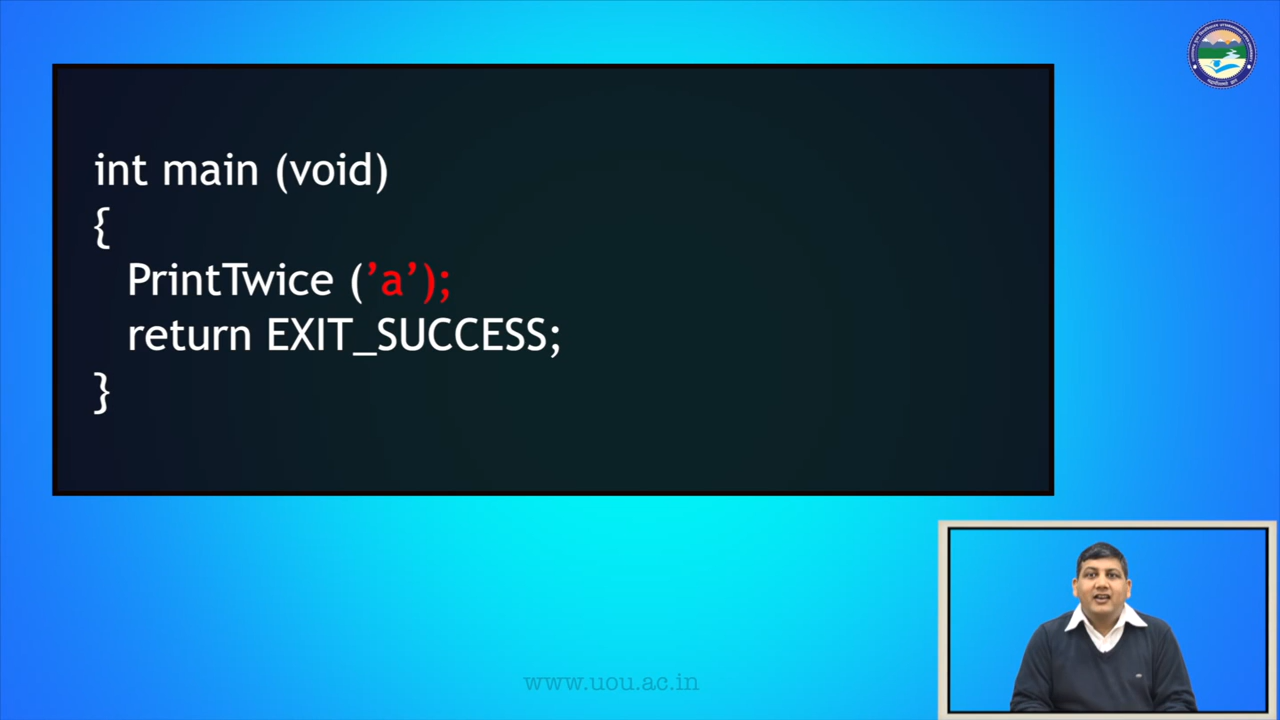 int main (void)
{
PrintTwice (’a’);
return EXIT_SUCCESS;
}
www.uou.ac.in